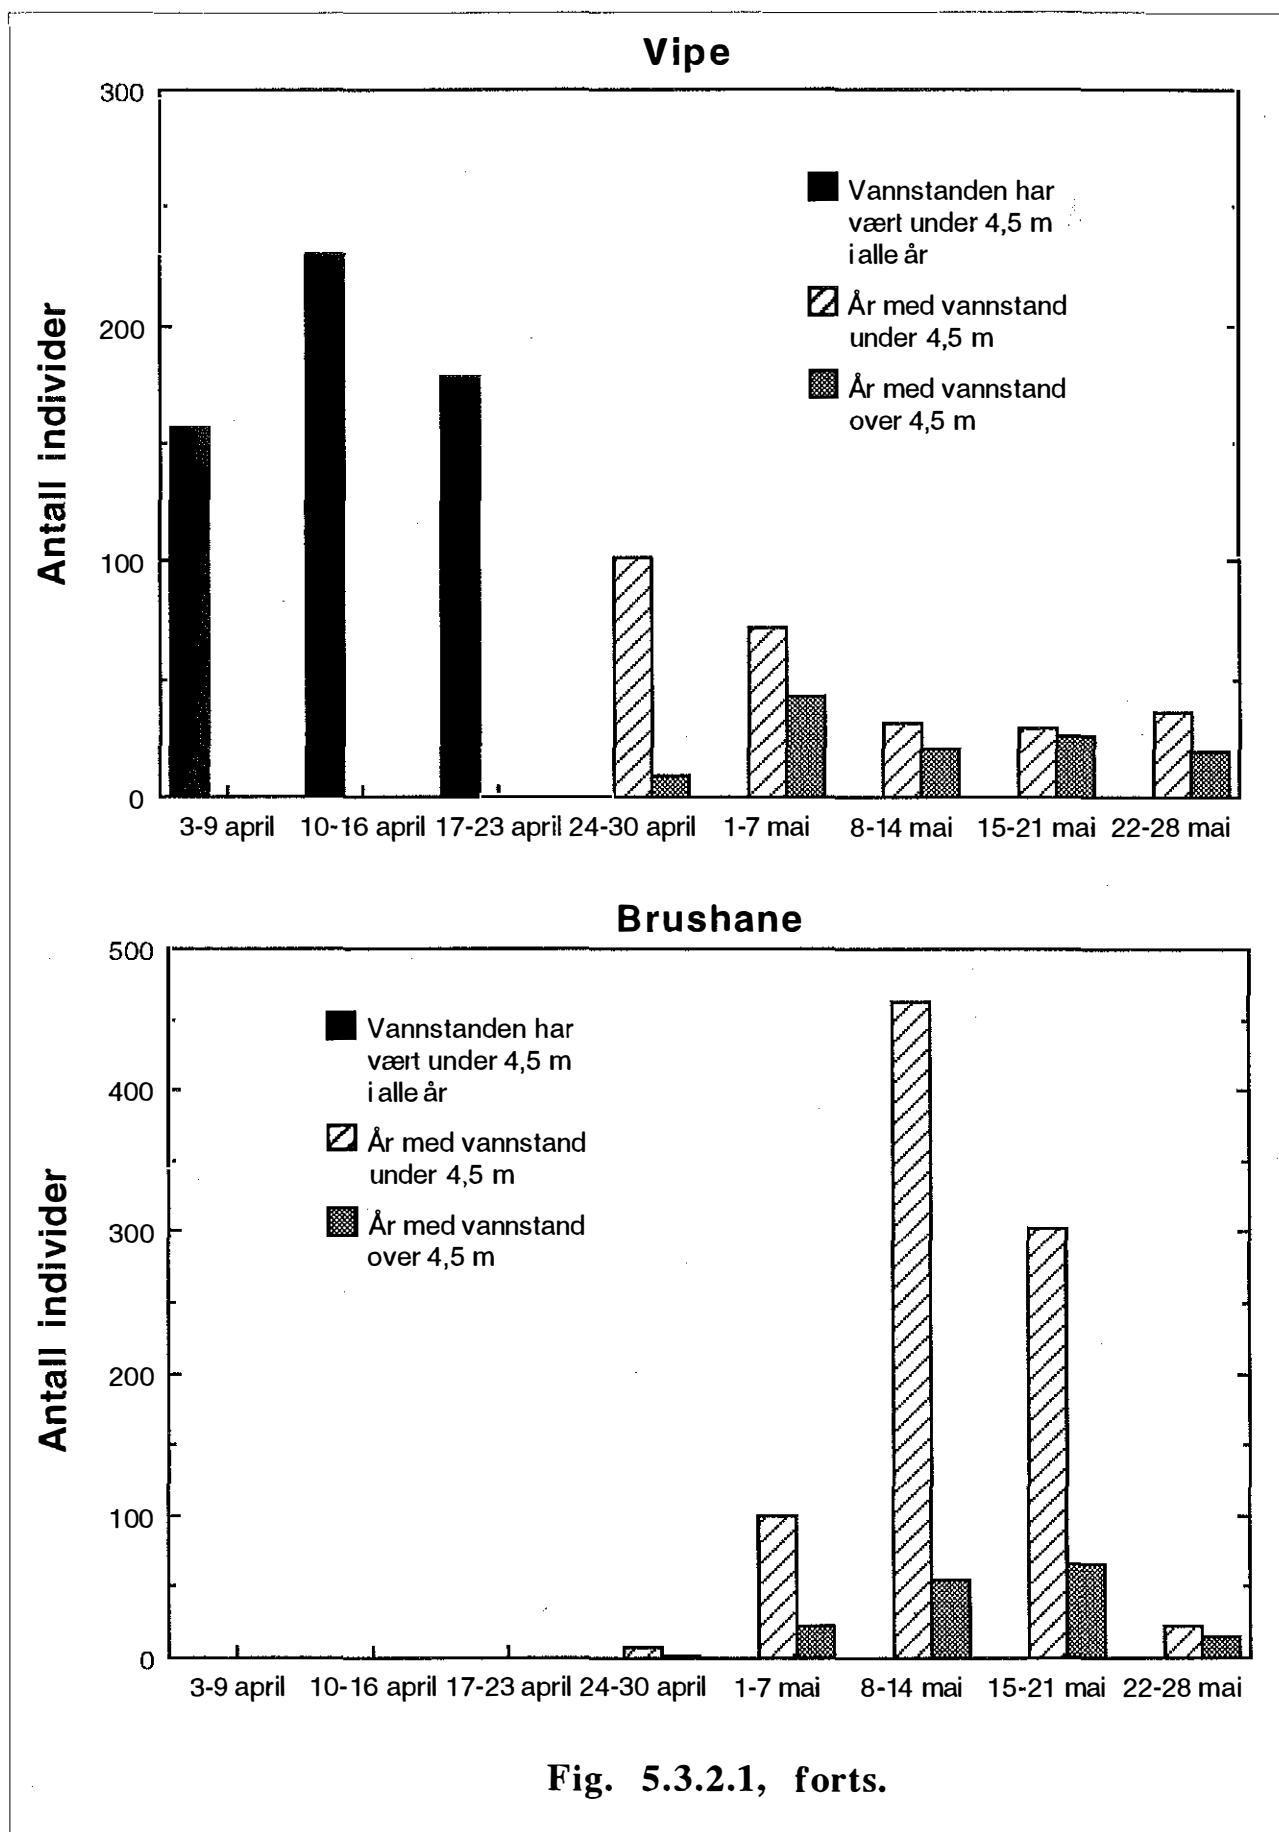 Vipe
300
200
100
0
Antall individer
Vannstanden har
vært under 4,5 m
i alle år
År med vannstand
under 4,5 m
År med vannstand
over 4,5 m
3-9 april 10-16 april 17-23 april 24-30 april 1-7 mai 8-14 mai 15-21 mai 22-28 mai
Brushane
500
400
300
200
100
0
Antall individer
Vannstanden har
vært under 4,5 m
i alle år
År med vannstand
under 4,5 m
År med vannstand
over 4,5 m
3-9 april 10-16 april 17-23 april 24-30 april 1-7 mai 8-14 mai 15-21 mai 22-28 mai
Fig. 5.3.2.1, forts.